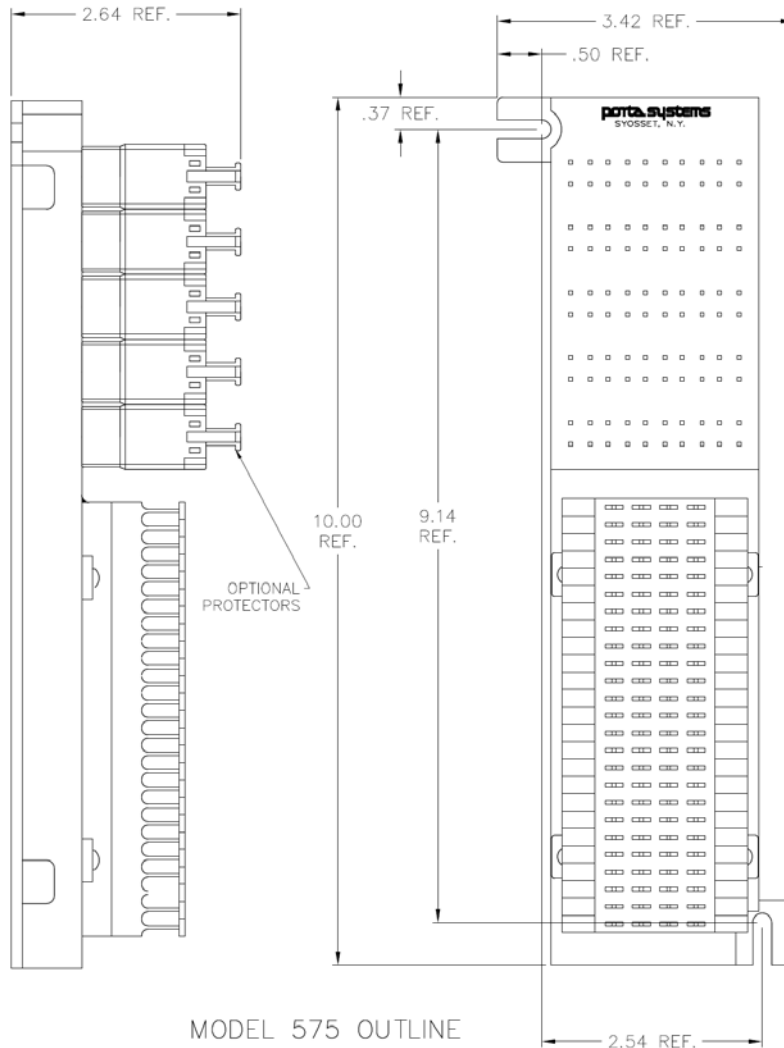 2.64 REF.
3.42 REF.
.50 REF.
.37 REF.
porta systems
SYOSSET, N.Y.
10.00
REF.
9.14
REF.
OPTIONAL
PROTECTORS
MODEL 575 OUTLINE
2.54 REF.